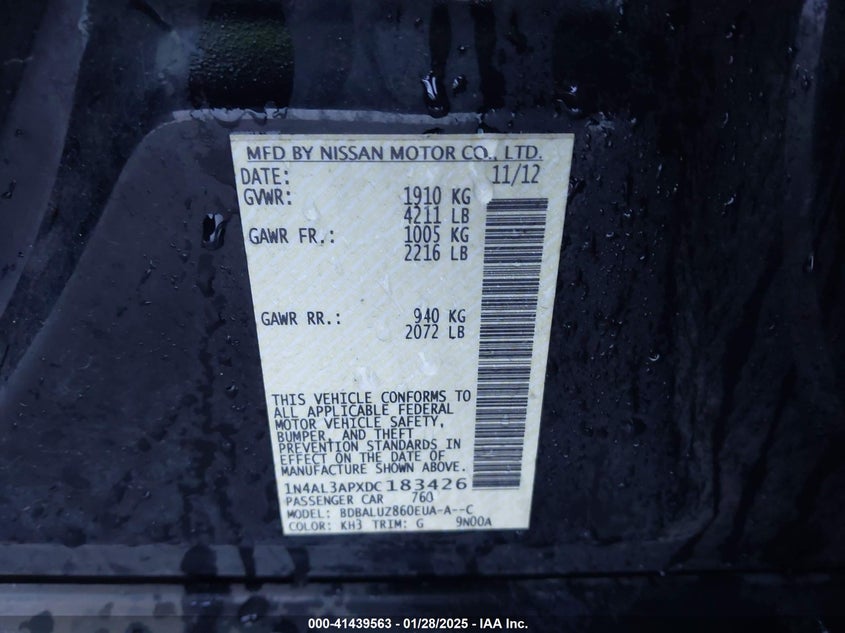 MFD BY NISSAN MOTOR CO., LTD.
DATE: 11/12
GVWR: 1910 KG
4211 LB
GAWR FR.: 1005 KG
2216 LB
GAWR RR.: 940 KG
2072 LB
THIS VEHICLE CONFORMS TO
ALL APPLICABLE FEDERAL
MOTOR VEHICLE SAFETY,
BUMPER, AND THEFT
PREVENTION STANDARDS IN
EFFECT ON THE DATE OF
MANUFACTURE SHOWN ABOVE.
1N4AL3APXDC183426
PASSENGER CAR 760
MODEL: BDBALUZ860EUA-A--C
COLOR: KH3 TRIM: G 9N00A
000-41439563 - 01/28/2025 - IAA Inc.